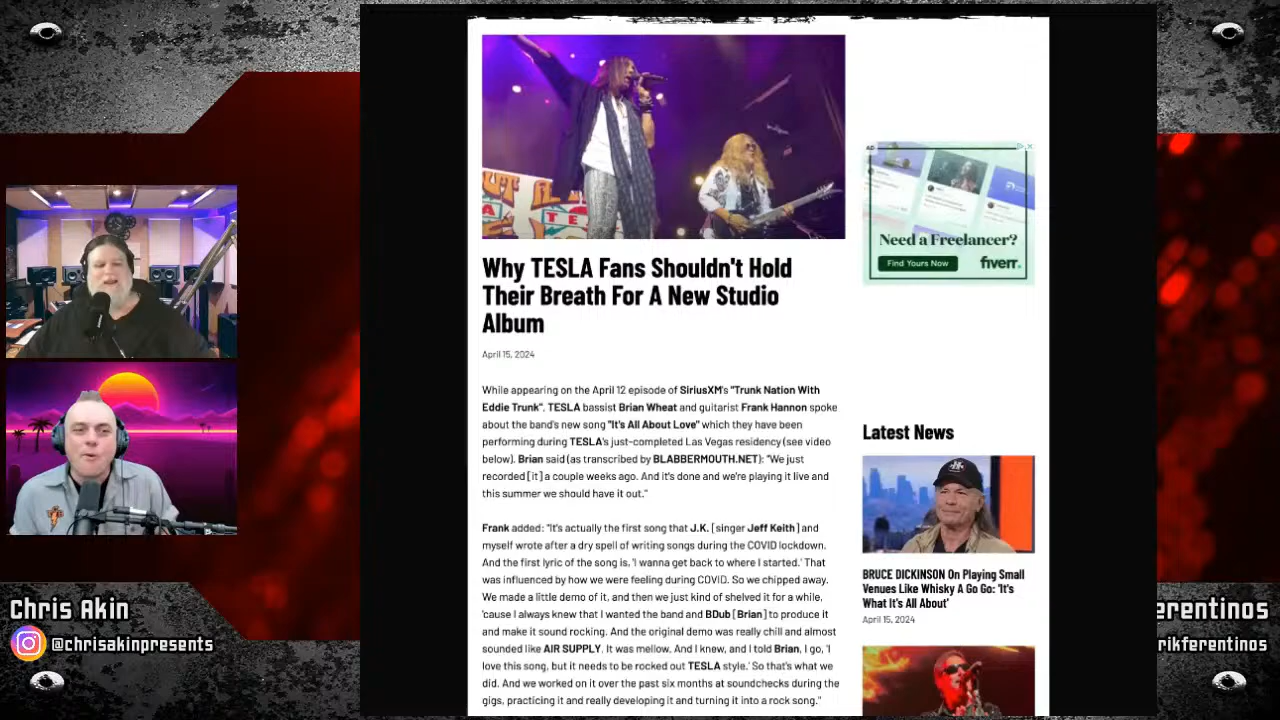 Why TESLA Fans Shouldn't Hold
Their Breath For A New Studio
Album
April 15, 2024
While appearing on the April 12 episode of SiriusXM's "Trunk Nation With
Eddie Trunk", TESLA bassist Brian Wheat and guitarist Frank Hannon spoke
about the band's new song "It's All About Love" which they have been
performing during TESLA's just-completed Las Vegas residency (see video
below). Brian said (as transcribed by BLABBERMOUTH.NET): "We just
recorded [it] a couple weeks ago. And it's done and we're playing it live and
this summer we should have it out."
Frank added: "It's actually the first song that J.K. [singer Jeff Keith] and
myself wrote after a dry spell of writing songs during the COVID lockdown.
And the first lyric of the song is, 'I wanna get back to where I started.' That
was influenced by how we were feeling during COVID. So we chipped away.
We made a little demo of it, and then we just kind of shelved it for a while,
'cause I always knew that I wanted the band and BDub [Brian] to produce it
and make it sound rocking. And the original demo was really chill and almost
sounded like AIR SUPPLY. It was mellow. And I knew, and I told Brian, I go, 'I
love this song, but it needs to be rocked out TESLA style.' So that's what we
did. And we worked on it over the past six months at soundchecks during the
gigs, practicing it and really developing it and turning it into a rock song."
AD
Need a Freelancer?
Find Yours Now
fiverr.
Latest News
BRUCE DICKINSON On Playing Small
Venues Like Whisky A Go Go: 'It's
What It's All About'
April 15, 2024
Chris Akin
@chrisakinpresents
erentinos
rikferentinos